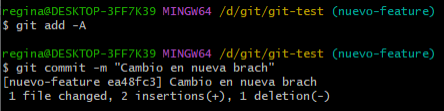 regina@DESKTOP-3FF7K39 MINGW64 /d/git/git-test (nuevo-feature)
$ git add -A
regina@DESKTOP-3FF7K39 MINGW64 /d/git/git-test (nuevo-feature)
$ git commit -m "Cambio en nueva brach"
[nuevo-feature ea48fc3] Cambio en nueva brach
1 file changed, 2 insertions(+), 1 deletion(-)